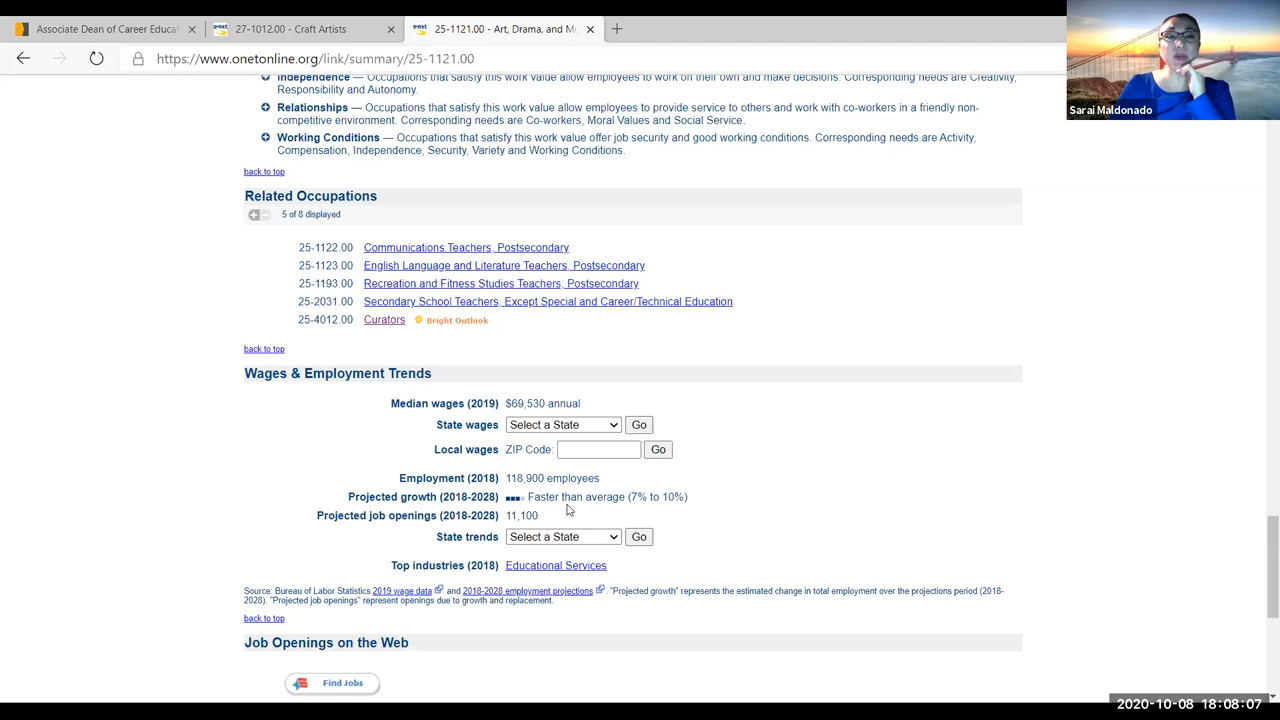 Associate Dean of Career Educat
27-1012.00 - Craft Artists
25-1121.00 - Art, Drama, and Mu
https://www.onetonline.org/link/summary/25-1121.00
Sarai Maldonado
Independence — Occupations that satisfy this work value allow employees to work on their own and make decisions. Corresponding needs are Creativity,
Responsibility and Autonomy.
Relationships — Occupations that satisfy this work value allow employees to provide service to others and work with co-workers in a friendly non-
competitive environment. Corresponding needs are Co-workers, Moral Values and Social Service.
Working Conditions — Occupations that satisfy this work value offer job security and good working conditions. Corresponding needs are Activity,
Compensation, Independence, Security, Variety and Working Conditions.
back to top
Related Occupations
5 of 8 displayed
25-1122.00 Communications Teachers, Postsecondary
25-1123.00 English Language and Literature Teachers, Postsecondary
25-1193.00 Recreation and Fitness Studies Teachers, Postsecondary
25-2031.00 Secondary School Teachers, Except Special and Career/Technical Education
25-4012.00 Curators Bright Outlook
back to top
Wages & Employment Trends
Median wages (2019) $69,530 annual
State wages Select a State Go
Local wages ZIP Code: Go
Employment (2018) 118,900 employees
Projected growth (2018-2028) Faster than average (7% to 10%)
Projected job openings (2018-2028) 11,100
State trends Select a State Go
Top industries (2018) Educational Services
Source: Bureau of Labor Statistics 2019 wage data and 2018-2028 employment projections. "Projected growth" represents the estimated change in total employment over the projections period (2018-
2028). "Projected job openings" represent openings due to growth and replacement.
back to top
Job Openings on the Web
Find Jobs
2020-10-08 18:08:07